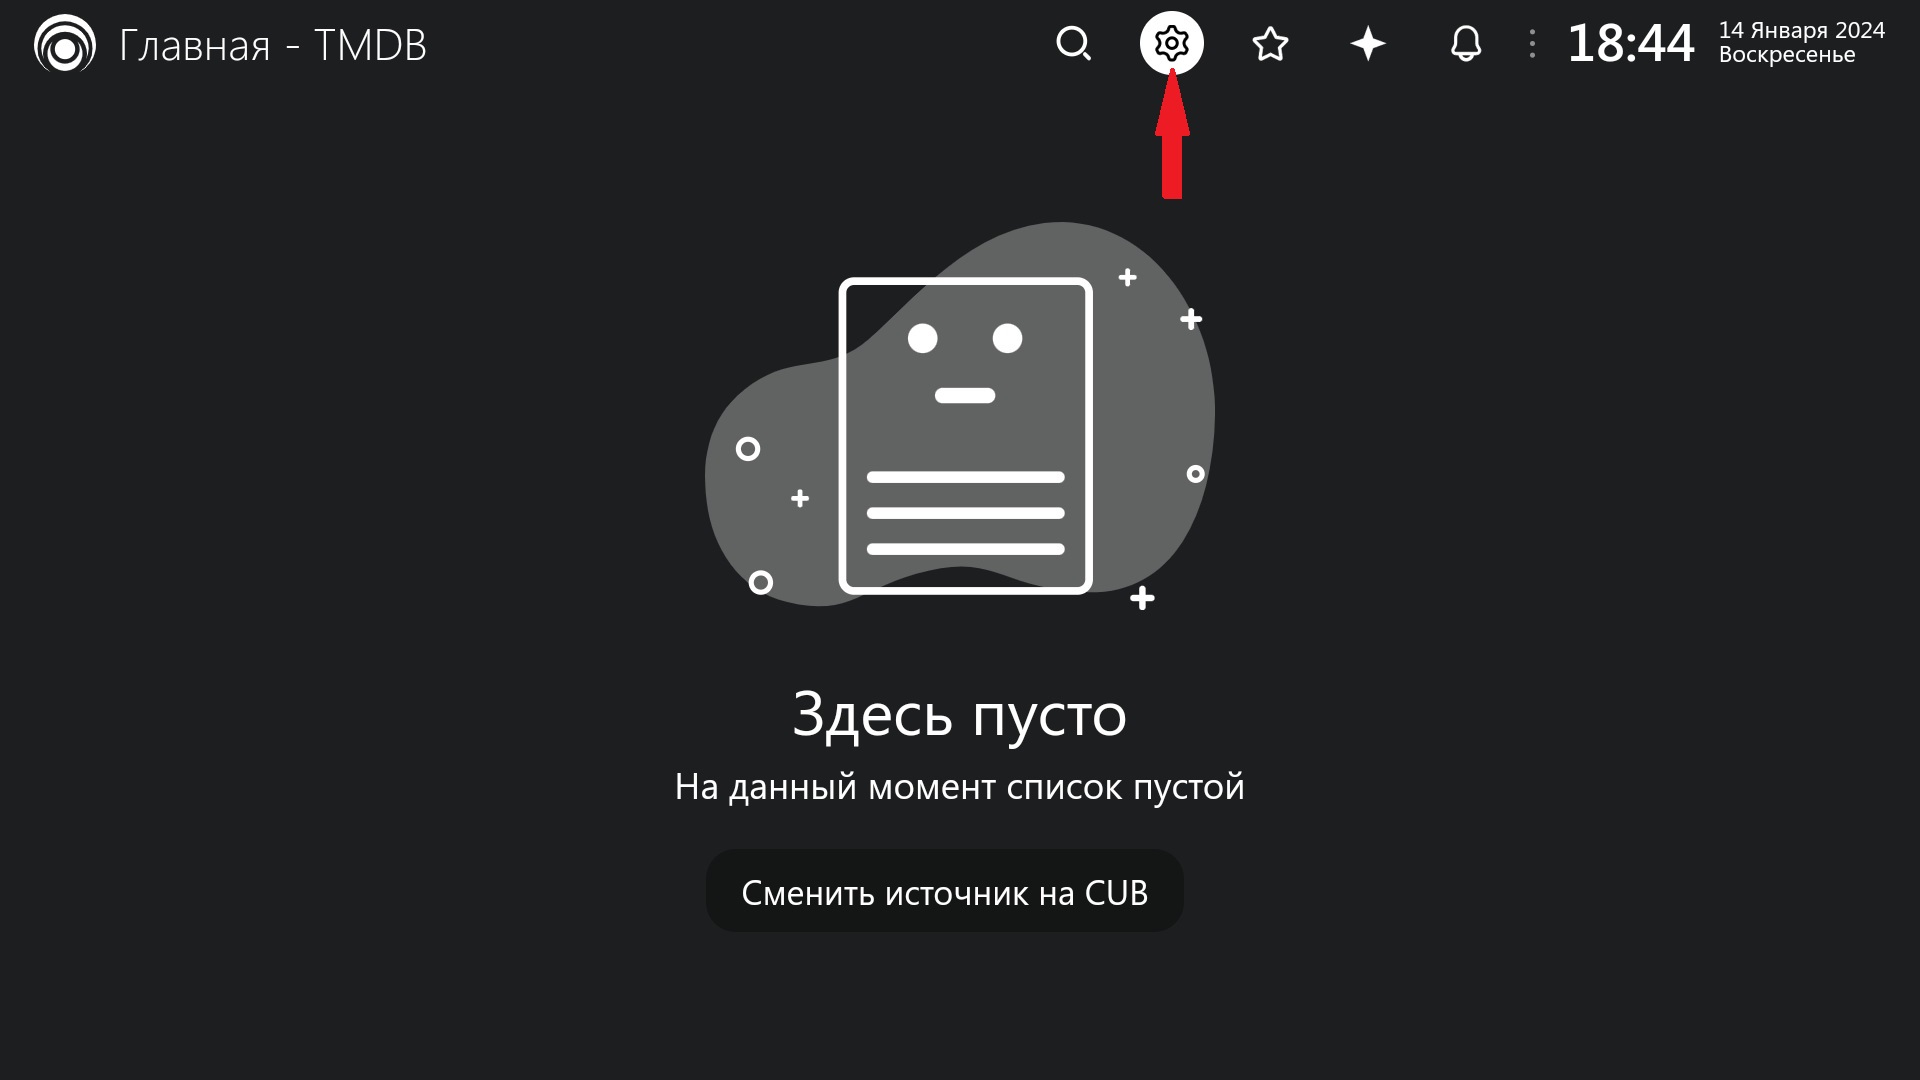 Главная - TMDB
18:44
14 Января 2024
Воскресенье
Здесь пусто
На данный момент список пустой
Сменить источник на CUB